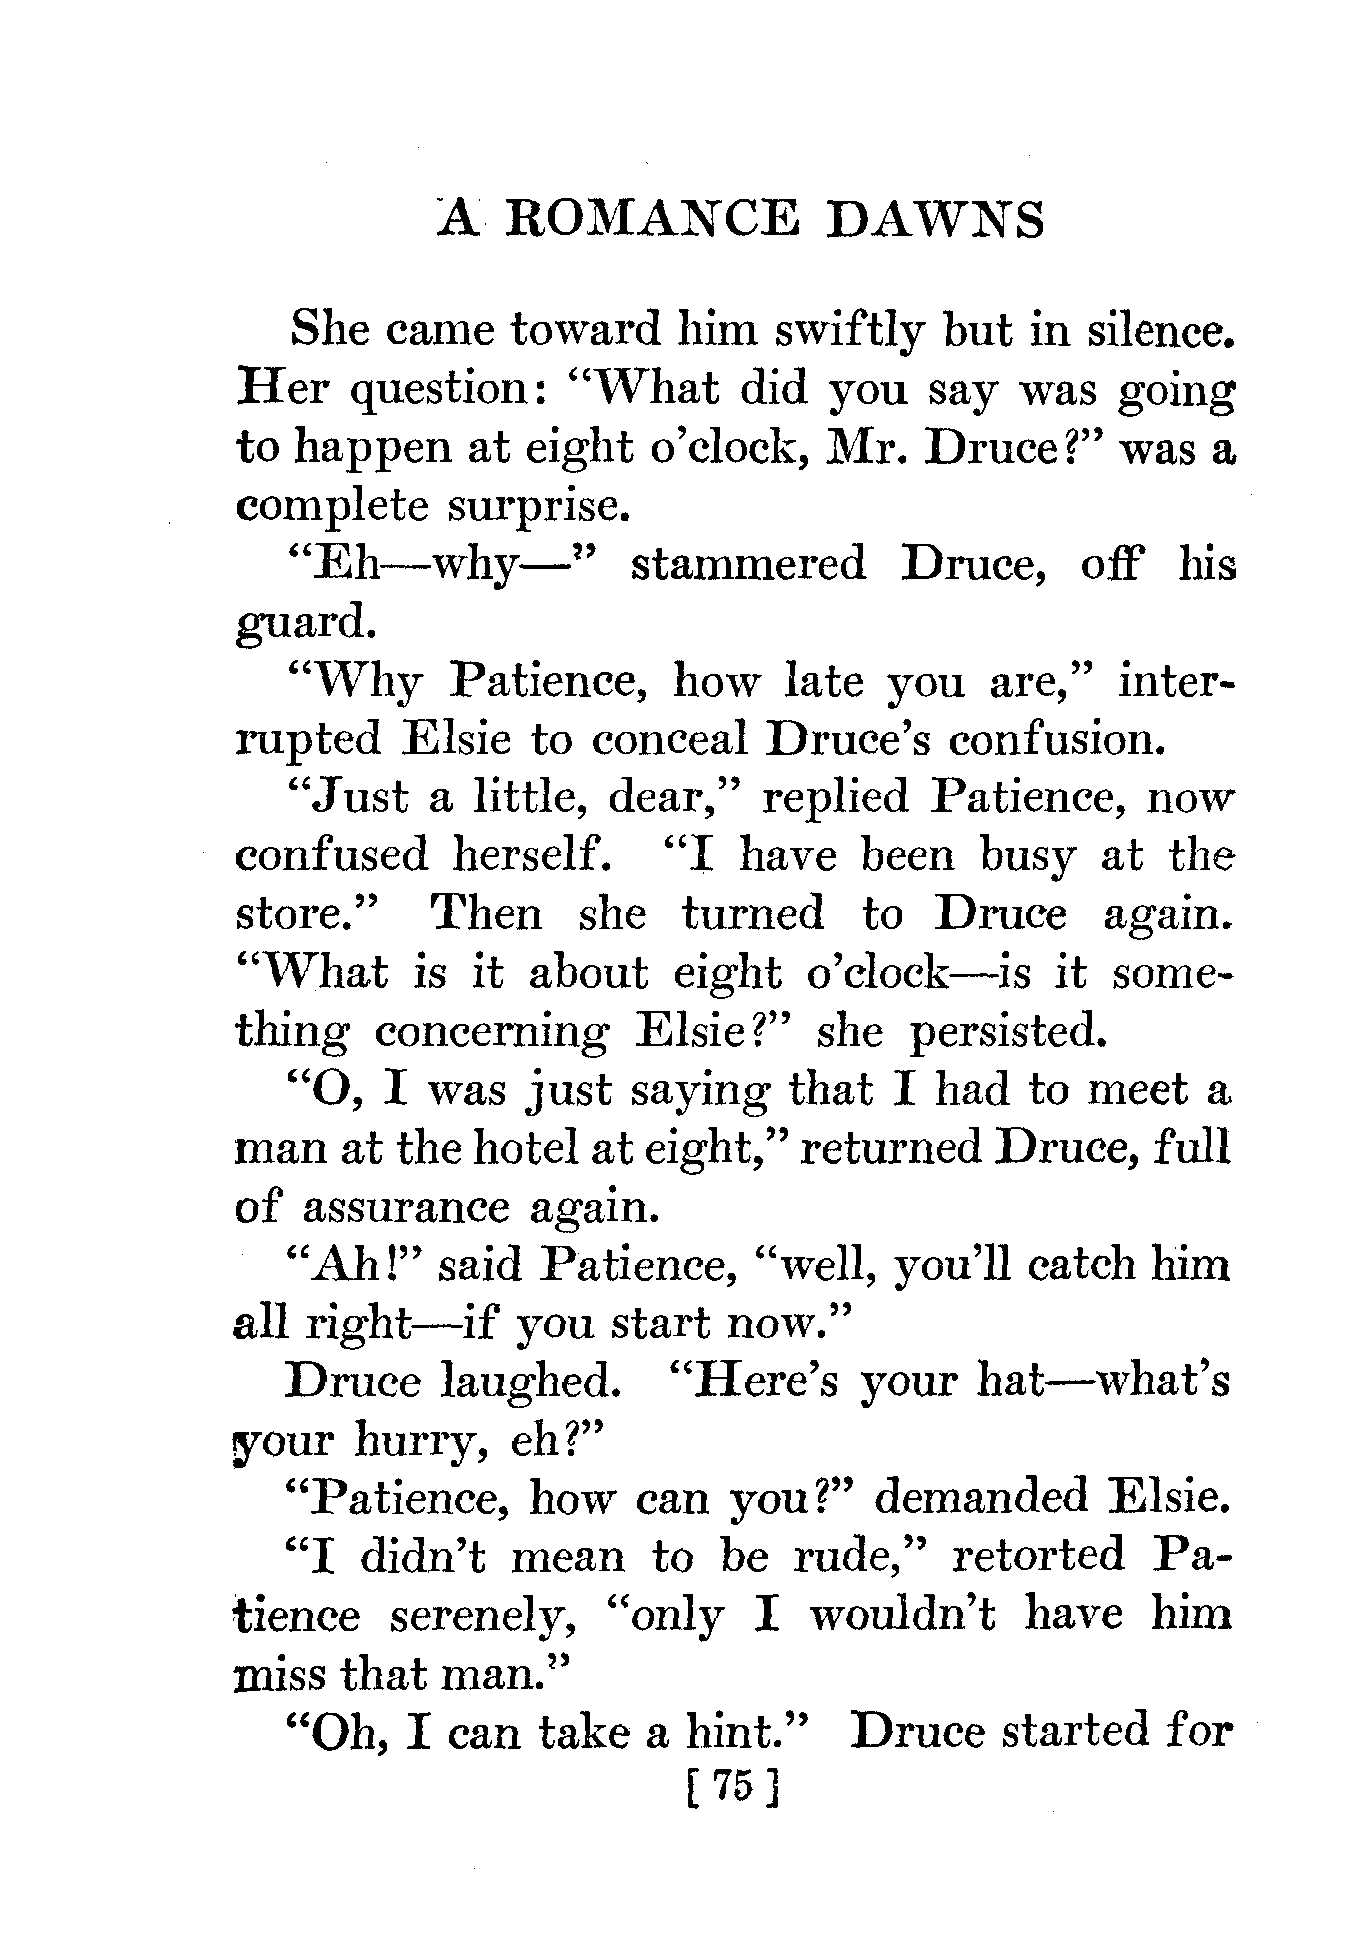 A ROMANCE DAWNS
She came toward him swiftly but in silence.
Her question: “What did you say was going
to happen at eight o’clock, Mr. Druce?” was a
complete surprise.
“Eh—why—” stammered Druce, off his
guard.
“Why Patience, how late you are,” inter-
rupted Elsie to conceal Druce’s confusion.
“Just a little, dear,” replied Patience, now
confused herself. “I have been busy at the
store.” Then she turned to Druce again.
“What is it about eight o’clock—is it some-
thing concerning Elsie?” she persisted.
“O, I was just saying that I had to meet a
man at the hotel at eight,” returned Druce, full
of assurance again.
“Ah!” said Patience, “well, you’ll catch him
all right—if you start now.”
Druce laughed. “Here’s your hat—what’s
your hurry, eh?”
“Patience, how can you?” demanded Elsie.
“I didn’t mean to be rude,” retorted Pa-
tience serenely, “only I wouldn’t have him
miss that man.”
“Oh, I can take a hint.” Druce started for
[ 75 ]